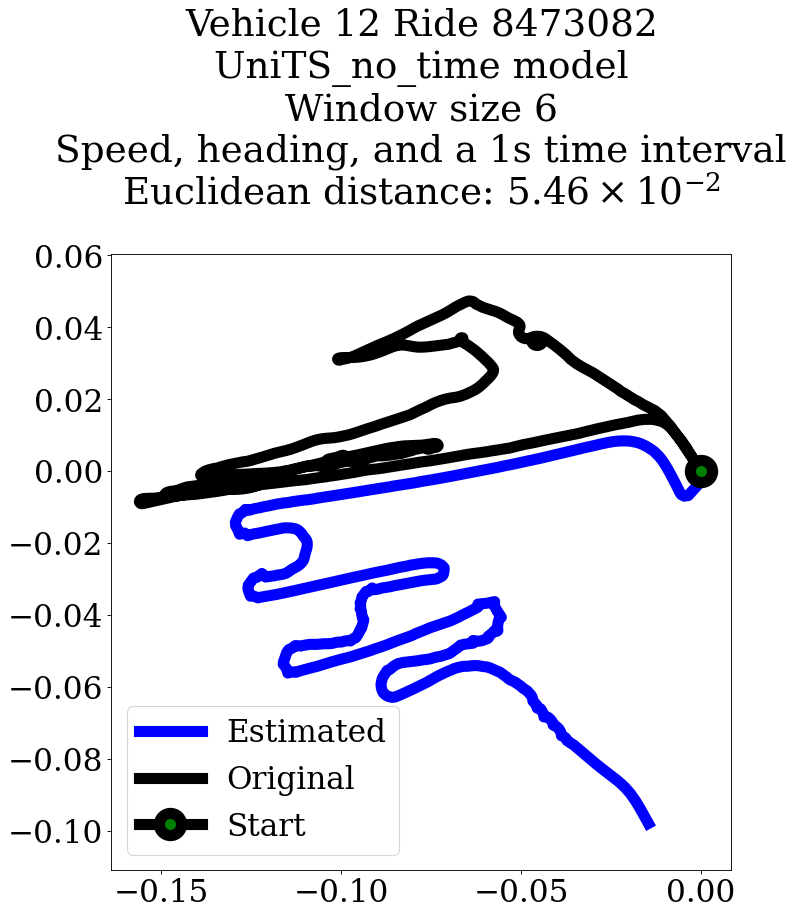 Vehicle 12 Ride 8473082
UniTS_no_time model
Window size 6
Speed, heading, and a 1s time interval
Euclidean distance: 5.46 × 10⁻²
0.06
0.04
0.02
0.00
−0.02
−0.04
−0.06
−0.08
−0.10
Estimated
Original
Start
−0.15
−0.10
−0.05
0.00